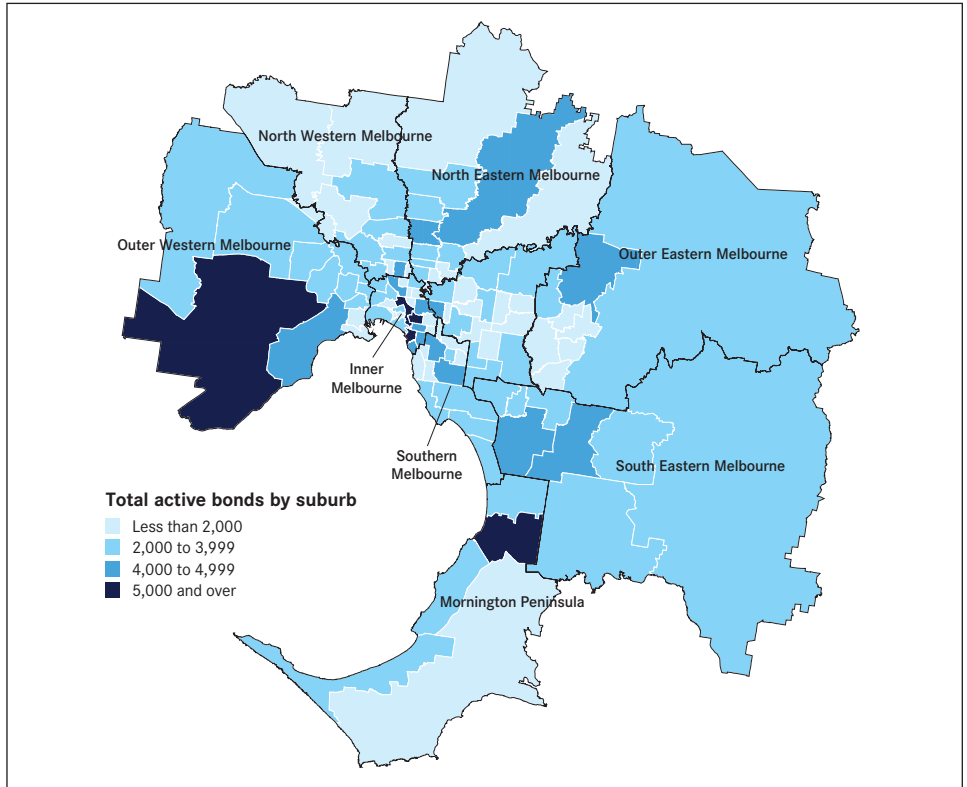 North Western Melbourne
North Eastern Melbourne
Outer Western Melbourne
Outer Eastern Melbourne
Inner
Melbourne
Southern
Melbourne
South Eastern Melbourne
Total active bonds by suburb
Less than 2,000
2,000 to 3,999
4,000 to 4,999
5,000 and over
Mornington Peninsula